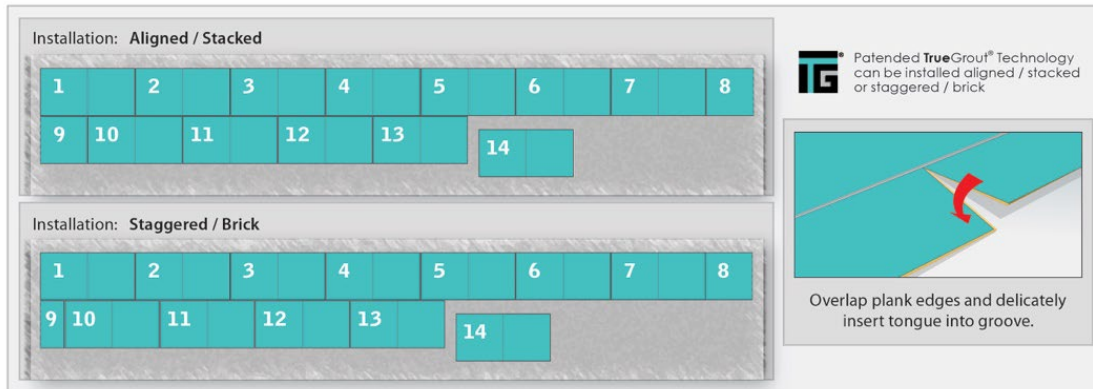 Installation: Aligned / Stacked
1 2 3 4 5 6 7 8
9 10 11 12 13 14
Installation: Staggered / Brick
1 2 3 4 5 6 7 8
9 10 11 12 13 14
TG®
Patended TrueGrout® Technology
can be installed aligned / stacked
or staggered / brick
Overlap plank edges and delicately
insert tongue into groove.